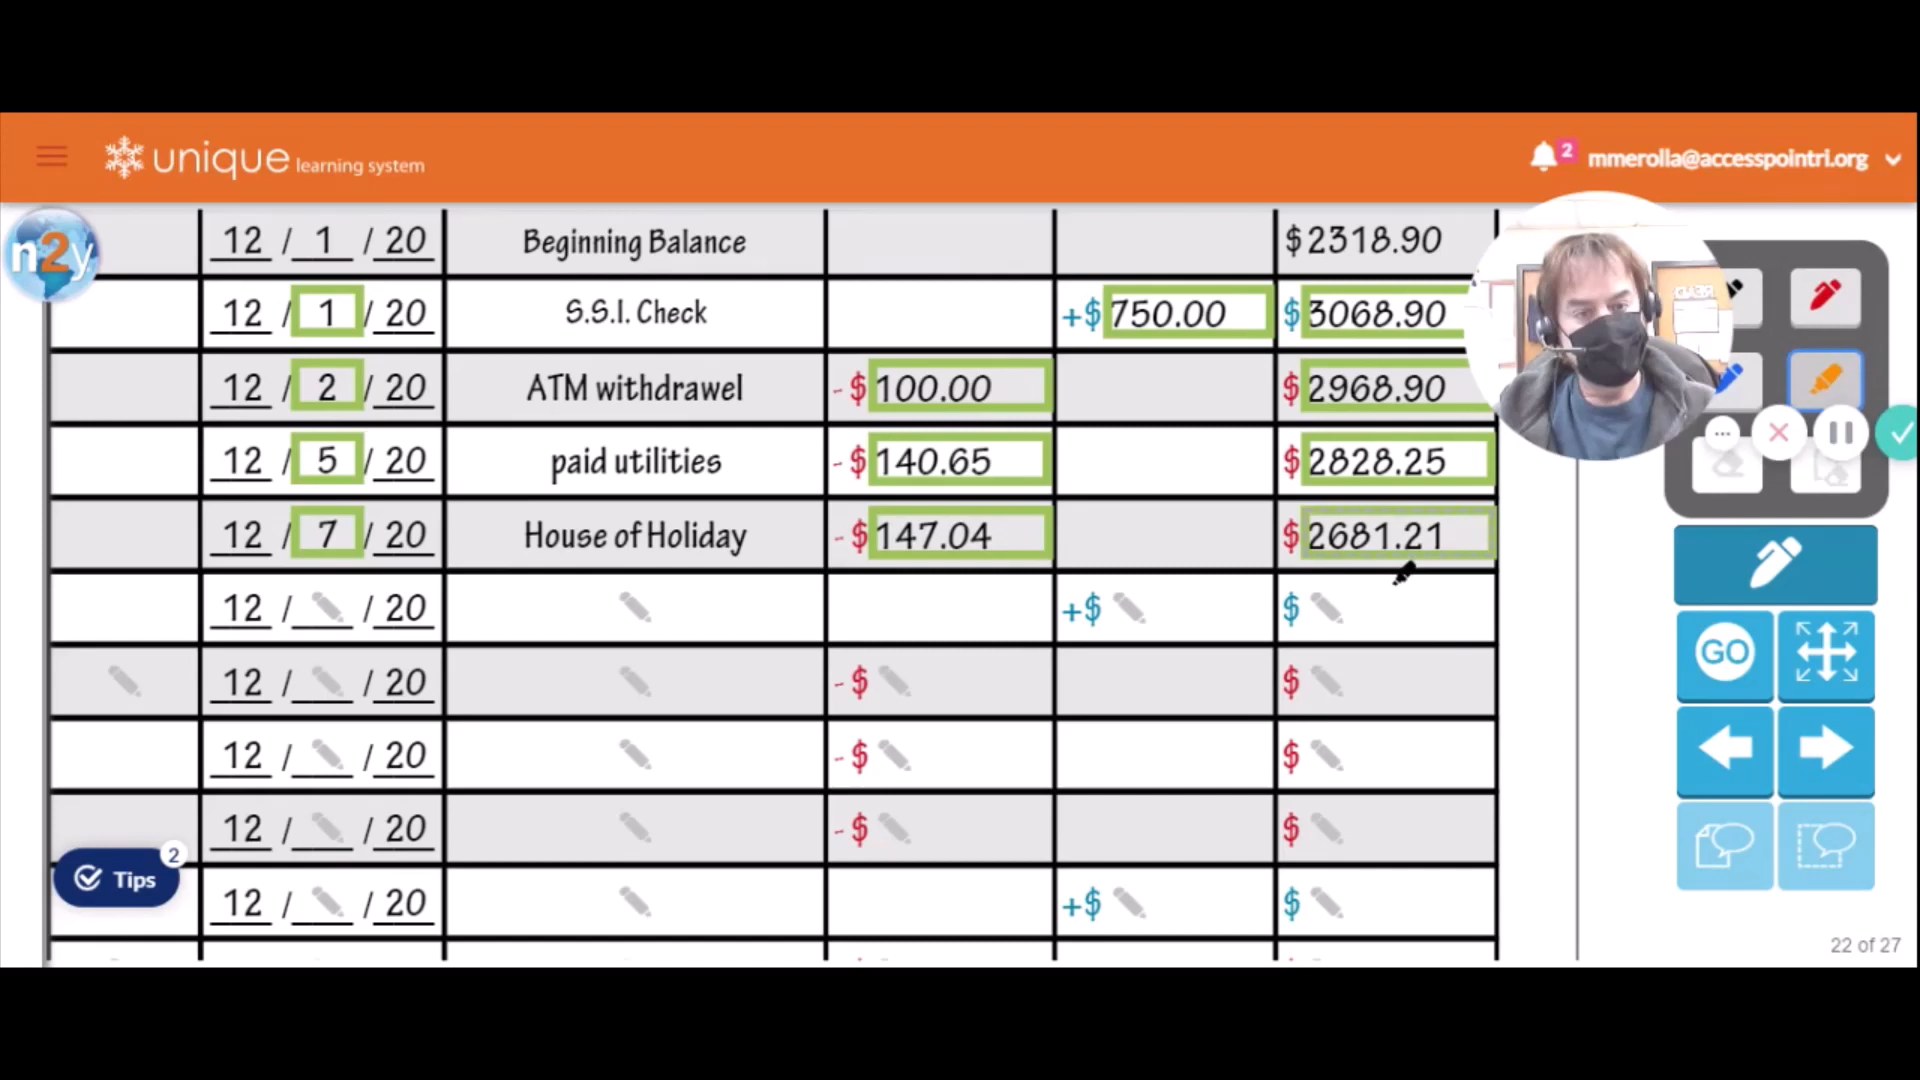 unique learning system
2
mmerolla@accesspointri.org
n2y
12 / 1 / 20 Beginning Balance $2318.90
12 / 1 / 20 S.S.I. Check +$ 750.00 $ 3068.90
12 / 2 / 20 ATM withdrawel - $ 100.00 $ 2968.90
12 / 5 / 20 paid utilities - $ 140.65 $ 2828.25
12 / 7 / 20 House of Holiday - $ 147.04 $ 2681.21
12 / / 20 +$ $
12 / / 20 - $ $
12 / / 20 - $ $
12 / / 20 - $ $
12 / / 20 +$ $
READ
GO
Tips 2
22 of 27